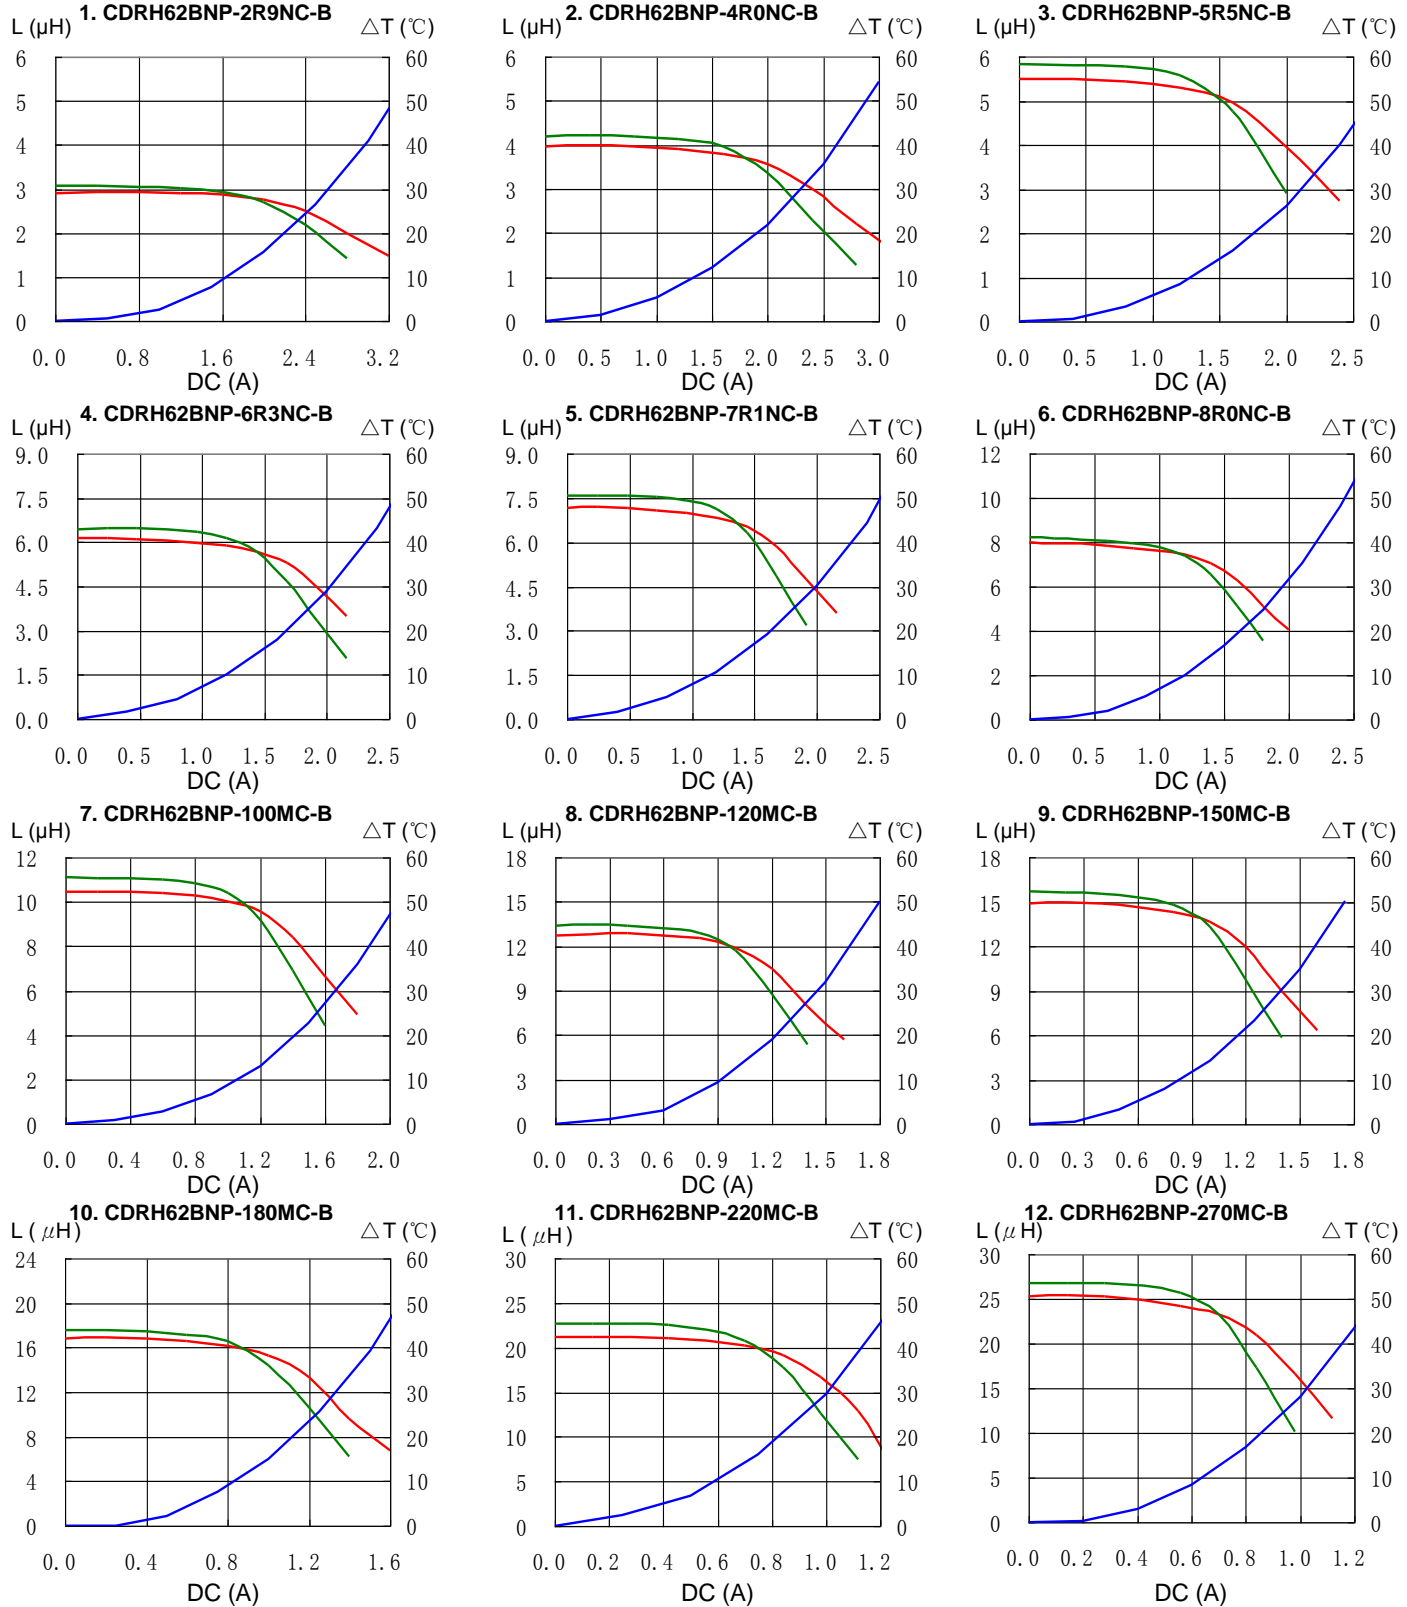 1. CDRH62BNP-2R9NC-B
L (µH) △T (℃)
6 60
5 50
4 40
3 30
2 20
1 10
0 0
0.0 0.8 1.6 2.4 3.2
DC (A)
2. CDRH62BNP-4R0NC-B
L (µH) △T (℃)
6 60
5 50
4 40
3 30
2 20
1 10
0 0
0.0 0.5 1.0 1.5 2.0 2.5 3.0
DC (A)
3. CDRH62BNP-5R5NC-B
L (µH) △T (℃)
6 60
5 50
4 40
3 30
2 20
1 10
0 0
0.0 0.5 1.0 1.5 2.0 2.5
DC (A)
4. CDRH62BNP-6R3NC-B
L (µH) △T (℃)
9.0 60
7.5 50
6.0 40
4.5 30
3.0 20
1.5 10
0.0 0
0.0 0.5 1.0 1.5 2.0 2.5
DC (A)
5. CDRH62BNP-7R1NC-B
L (µH) △T (℃)
9.0 60
7.5 50
6.0 40
4.5 30
3.0 20
1.5 10
0.0 0
0.0 0.5 1.0 1.5 2.0 2.5
DC (A)
6. CDRH62BNP-8R0NC-B
L (µH) △T (℃)
12 60
10 50
8 40
6 30
4 20
2 10
0 0
0.0 1.0 1.5 2.0 2.5
DC (A)
7. CDRH62BNP-100MC-B
L (µH) △T (℃)
12 60
10 50
8 40
6 30
4 20
2 10
0 0
0.0 0.4 0.8 1.2 1.6 2.0
DC (A)
8. CDRH62BNP-120MC-B
L (µH) △T (℃)
18 60
15 50
12 40
9 30
6 20
3 10
0 0
0.0 0.3 0.6 0.9 1.2 1.5 1.8
DC (A)
9. CDRH62BNP-150MC-B
L (µH) △T (℃)
18 60
15 50
12 40
9 30
6 20
3 10
0 0
0.0 0.3 0.6 0.9 1.2 1.5 1.8
DC (A)
10. CDRH62BNP-180MC-B
L ( μH) △T (℃)
24 60
20 50
16 40
12 30
8 20
4 10
0 0
0.0 0.4 0.8 1.2 1.6
DC (A)
11. CDRH62BNP-220MC-B
L ( μH) △T (℃)
30 60
25 50
20 40
15 30
10 20
5 10
0 0
0.0 0.2 0.4 0.6 0.8 1.0 1.2
DC (A)
12. CDRH62BNP-270MC-B
L (μH) △T (℃)
30 60
25 50
20 40
15 30
10 20
5 10
0 0
0.0 0.2 0.4 0.6 0.8 1.0 1.2
DC (A)